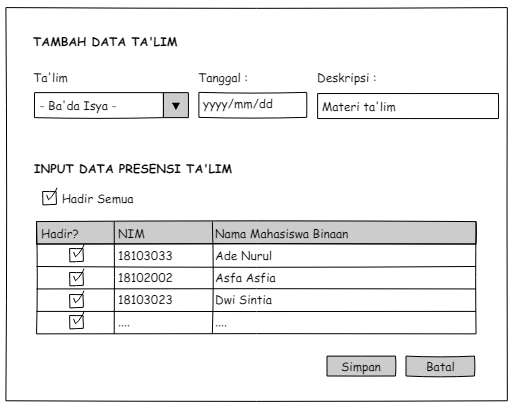 TAMBAH DATA TA'LIM
Ta'lim Tanggal : Deskripsi :
- Ba'da Isya - yyyy/mm/dd Materi ta'lim
INPUT DATA PRESENSI TA'LIM
Hadir Semua
Hadir? NIM Nama Mahasiswa Binaan
18103033 Ade Nurul
18102002 Asfa Asfia
18103023 Dwi Sintia
.... ....
Simpan Batal